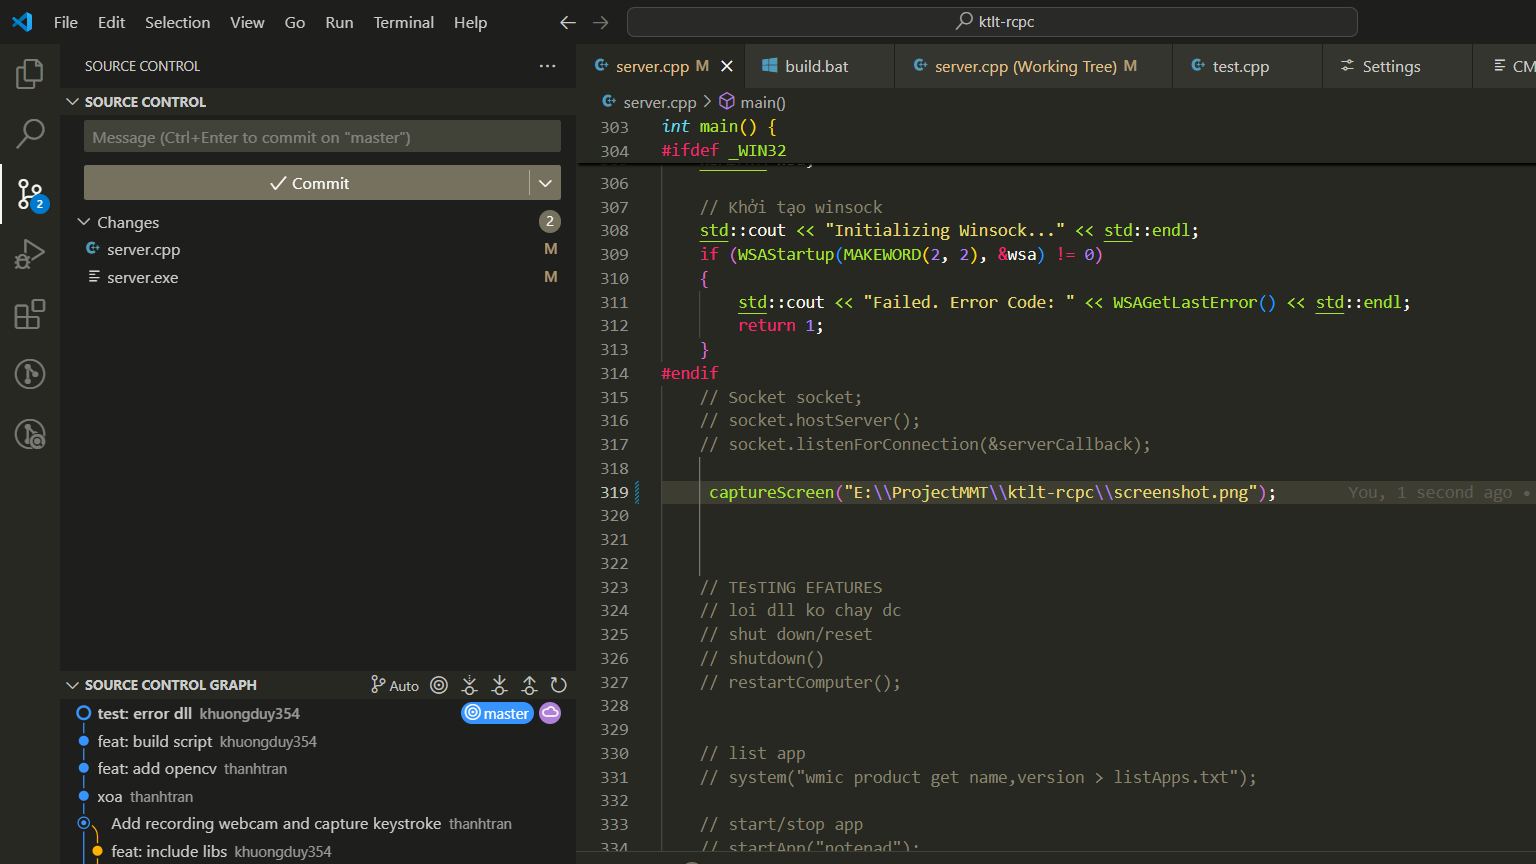 File Edit Selection View Go Run Terminal Help
ktlt-rcpc
SOURCE CONTROL
SOURCE CONTROL
Message (Ctrl+Enter to commit on "master")
Commit
Changes 2
server.cpp M
server.exe M
2
SOURCE CONTROL GRAPH Auto
test: error dll khuongduy354 master
feat: build script khuongduy354
feat: add opencv thanhtran
xoa thanhtran
Add recording webcam and capture keystroke thanhtran
feat: include libs khuongduy354
server.cpp M build.bat server.cpp (Working Tree) M test.cpp Settings CM
server.cpp > main()
303 int main() {
304 #ifdef _WIN32
306
307 // Khởi tạo winsock
308 std::cout << "Initializing Winsock..." << std::endl;
309 if (WSAStartup(MAKEWORD(2, 2), &wsa) != 0)
310 {
311 std::cout << "Failed. Error Code: " << WSAGetLastError() << std::endl;
312 return 1;
313 }
314 #endif
315 // Socket socket;
316 // socket.hostServer();
317 // socket.listenForConnection(&serverCallback);
318
319 captureScreen("E:\\ProjectMMT\\ktlt-rcpc\\screenshot.png"); You, 1 second ago •
320
321
322
323 // TEsTING EFATURES
324 // loi dll ko chay dc
325 // shut down/reset
326 // shutdown()
327 // restartComputer();
328
329
330 // list app
331 // system("wmic product get name,version > listApps.txt");
332
333 // start/stop app
334 // startApp("notepad");